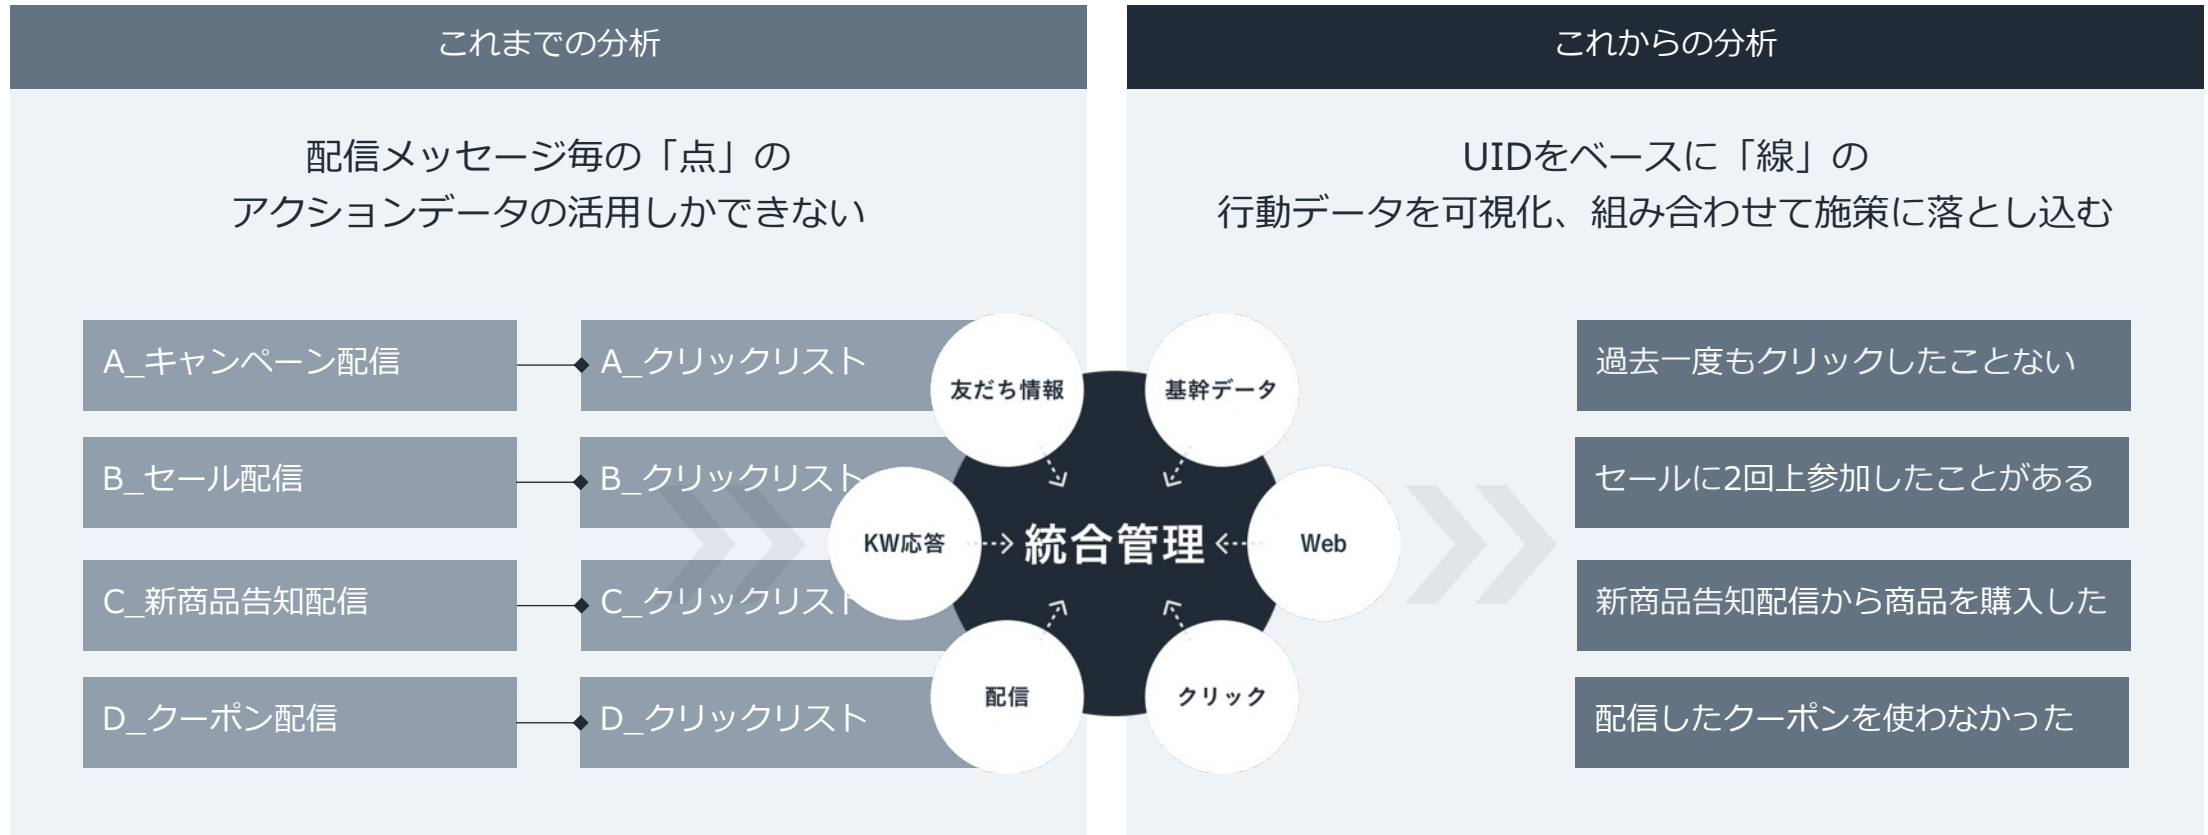 これまでの分析
配信メッセージ毎の「点」の
アクションデータの活用しかできない
A_キャンペーン配信
A_クリックリスト
B_セール配信
B_クリックリスト
C_新商品告知配信
C_クリックリスト
D_クーポン配信
D_クリックリスト
友だち情報
基幹データ
KW応答
統合管理
Web
配信
クリック
これからの分析
UIDをベースに「線」の
行動データを可視化、組み合わせて施策に落とし込む
過去一度もクリックしたことない
セールに2回上参加したことがある
新商品告知配信から商品を購入した
配信したクーポンを使わなかった